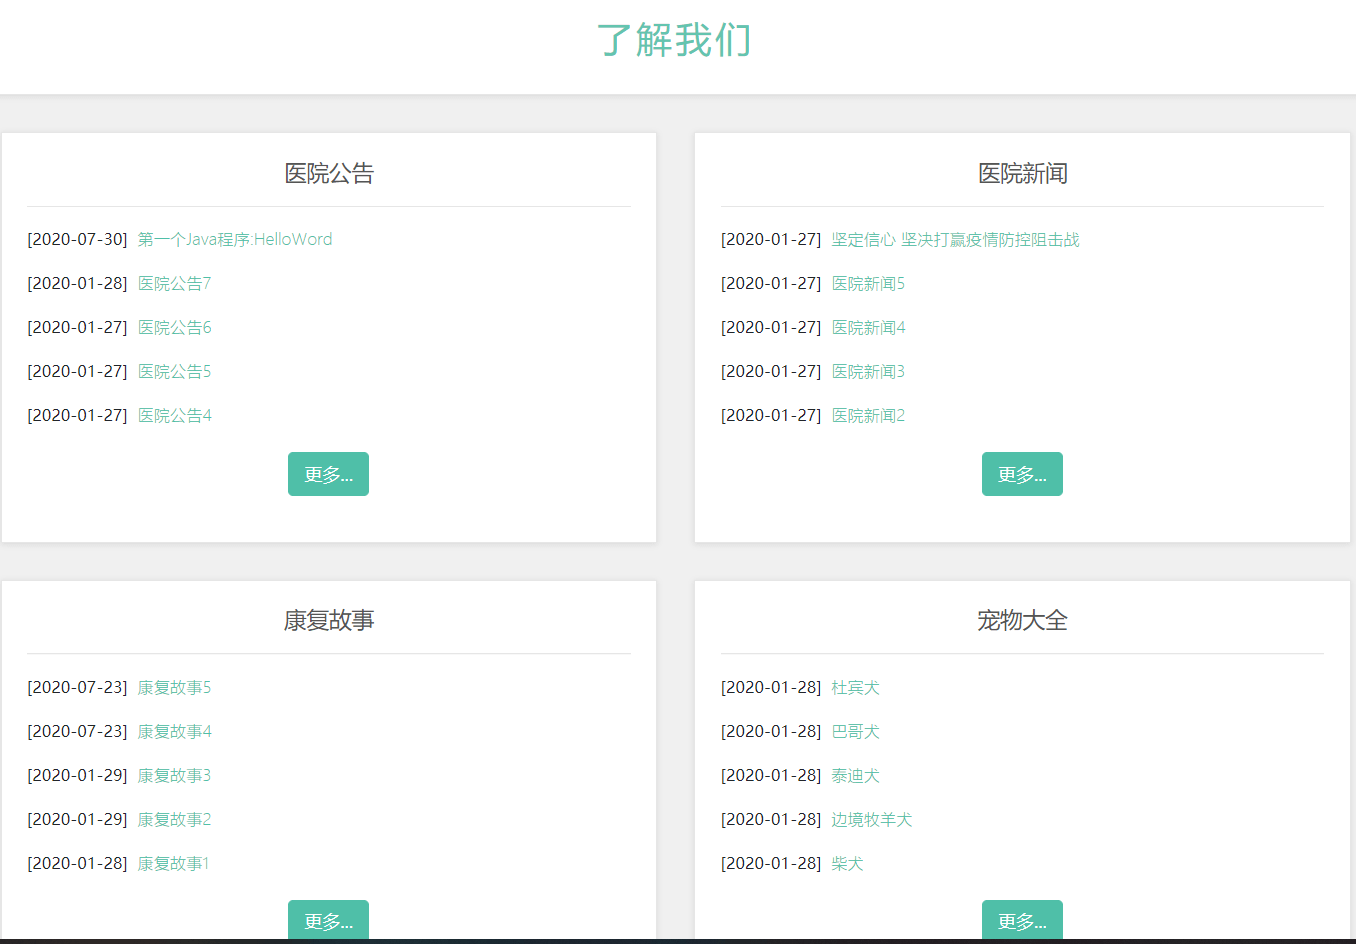 了解我们
医院公告
[2020-07-30] 第一个Java程序:HelloWord
[2020-01-28] 医院公告7
[2020-01-27] 医院公告6
[2020-01-27] 医院公告5
[2020-01-27] 医院公告4
更多...
医院新闻
[2020-01-27] 坚定信心 坚决打赢疫情防控阻击战
[2020-01-27] 医院新闻5
[2020-01-27] 医院新闻4
[2020-01-27] 医院新闻3
[2020-01-27] 医院新闻2
更多...
康复故事
[2020-07-23] 康复故事5
[2020-07-23] 康复故事4
[2020-01-29] 康复故事3
[2020-01-29] 康复故事2
[2020-01-28] 康复故事1
更多...
宠物大全
[2020-01-28] 杜宾犬
[2020-01-28] 巴哥犬
[2020-01-28] 泰迪犬
[2020-01-28] 边境牧羊犬
[2020-01-28] 柴犬
更多...